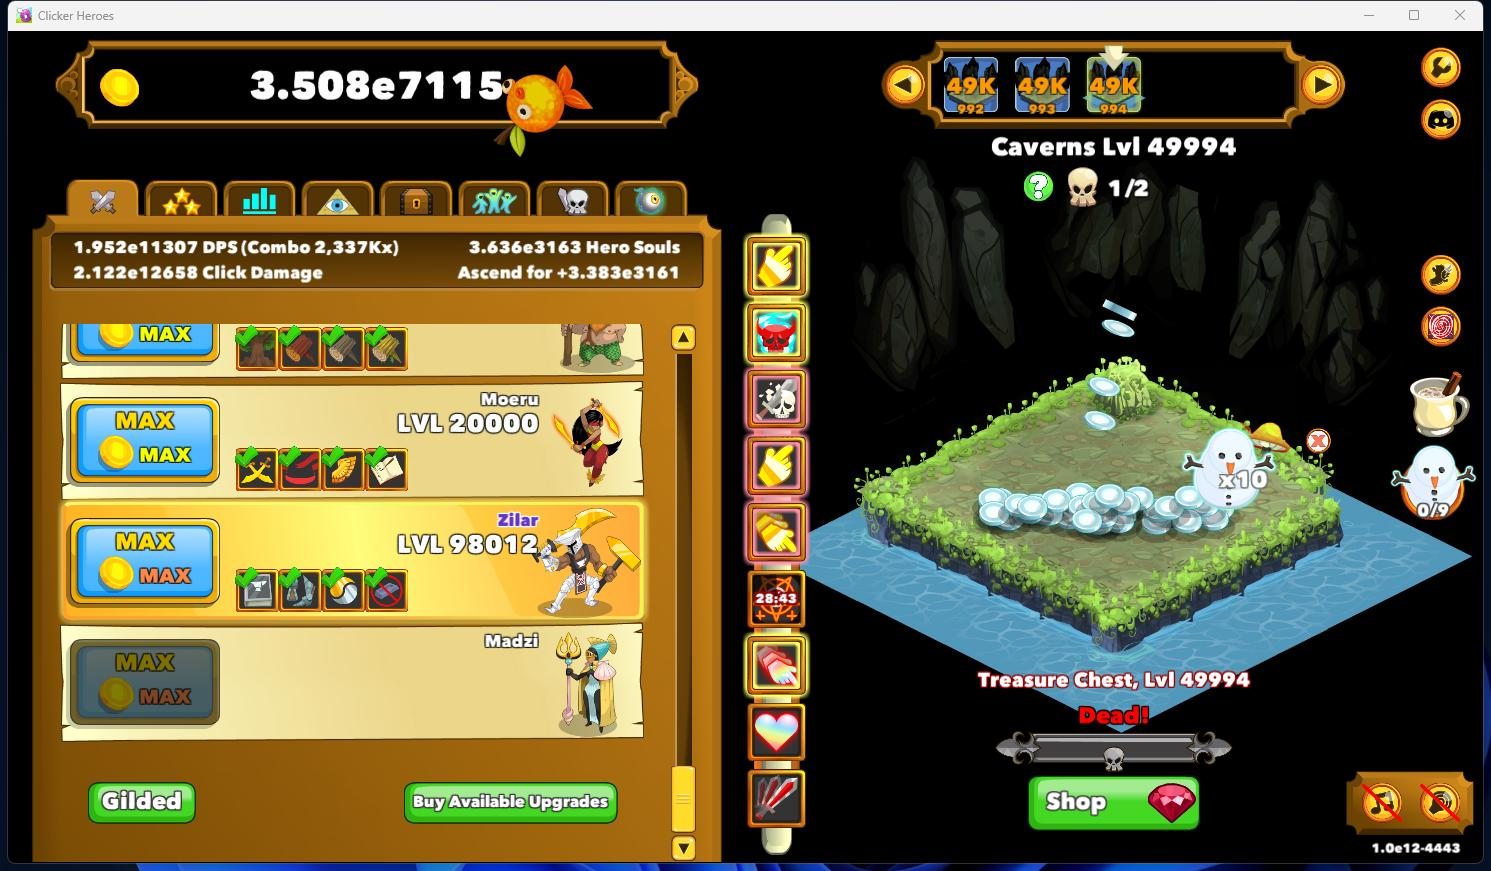 Clicker Heroes
3.508e7115
49K
992
49K
993
49K
994
Caverns Lvl 49994
?
1/2
1.952e11307 DPS (Combo 2,337Kx)
3.636e3163 Hero Souls
2.122e12658 Click Damage
Ascend for +3.383e3161
MAX
Moeru
LVL 20000
MAX
MAX
Zilar
LVL 98012
MAX
MAX
Madzi
MAX
MAX
Gilded
Buy Available Upgrades
28:43
x10
0/9
Treasure Chest, Lvl 49994
Dead!
Shop
1.0e12-4443